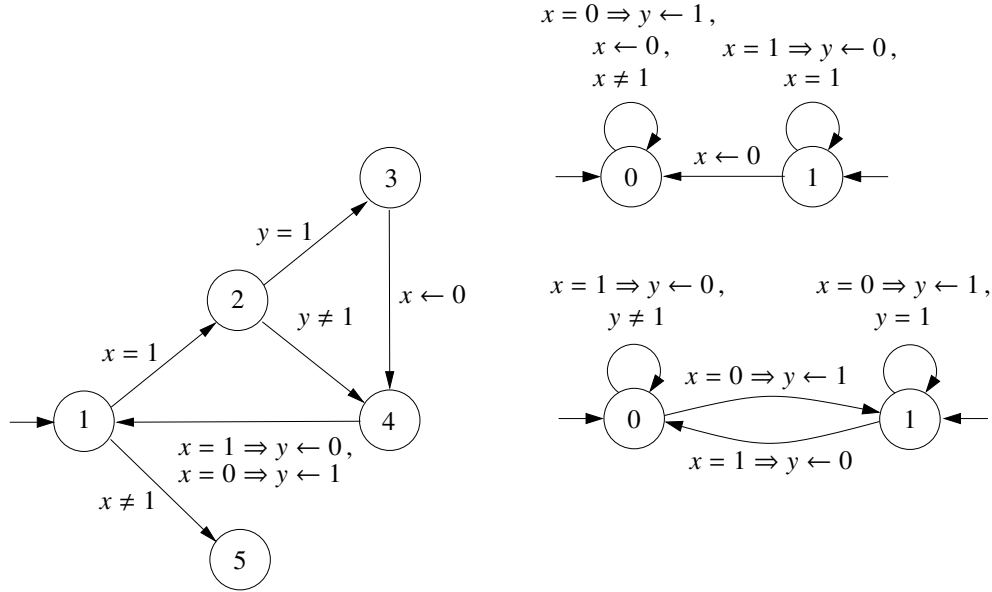 x = 0 ⇒ y ← 1 ,
x ← 0 ,
x ≠ 1
x = 1 ⇒ y ← 0 ,
x = 1
x ← 0
0
1
3
y = 1
2
x ← 0
y ≠ 1
x = 1
1
4
x = 1 ⇒ y ← 0 ,
x = 0 ⇒ y ← 1
x ≠ 1
5
x = 1 ⇒ y ← 0 ,
y ≠ 1
x = 0 ⇒ y ← 1 ,
y = 1
x = 0 ⇒ y ← 1
0
1
x = 1 ⇒ y ← 0